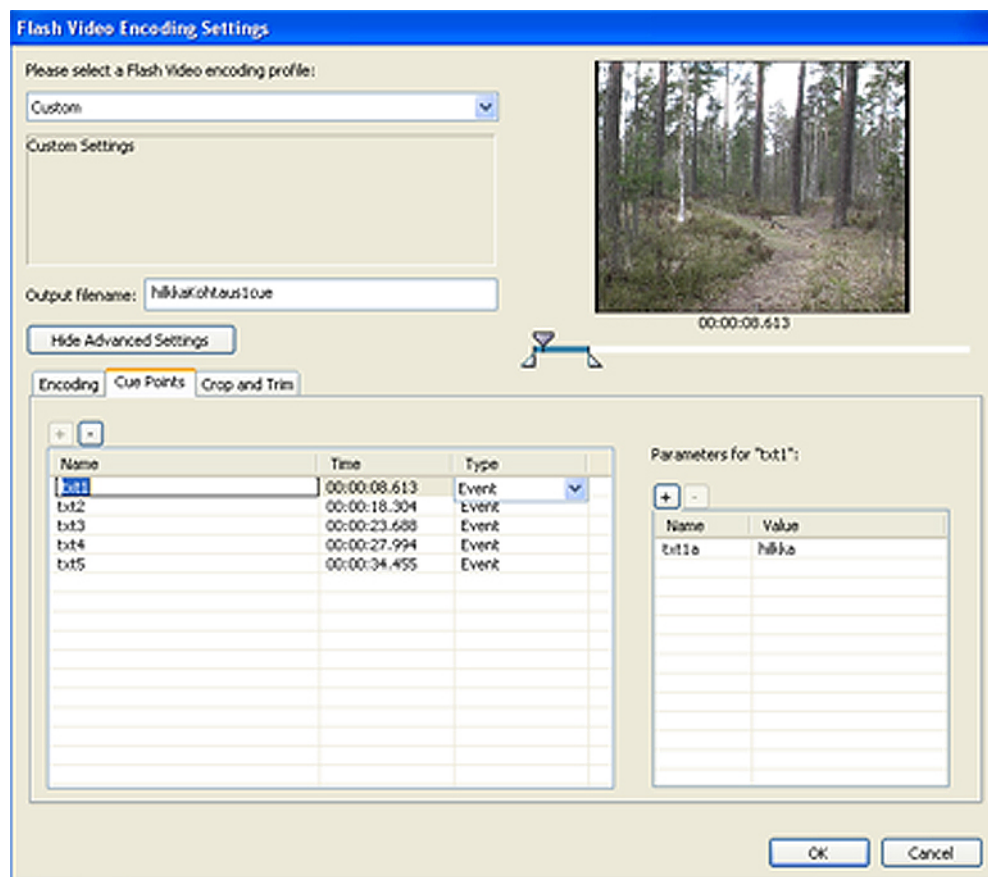 Flash Video Encoding Settings
Please select a Flash Video encoding profile:
Custom
Custom Settings
Output filename: hilkkaKohtaus1cue
00:00:08.613
Hide Advanced Settings
Encoding Cue Points Crop and Trim
+ -
Name Time Type
txt1 00:00:08.613 Event
txt2 00:00:18.304 Event
txt3 00:00:23.688 Event
txt4 00:00:27.994 Event
txt5 00:00:34.455 Event
Parameters for "txt1":
+ -
Name Value
txt1a hilkka
OK Cancel